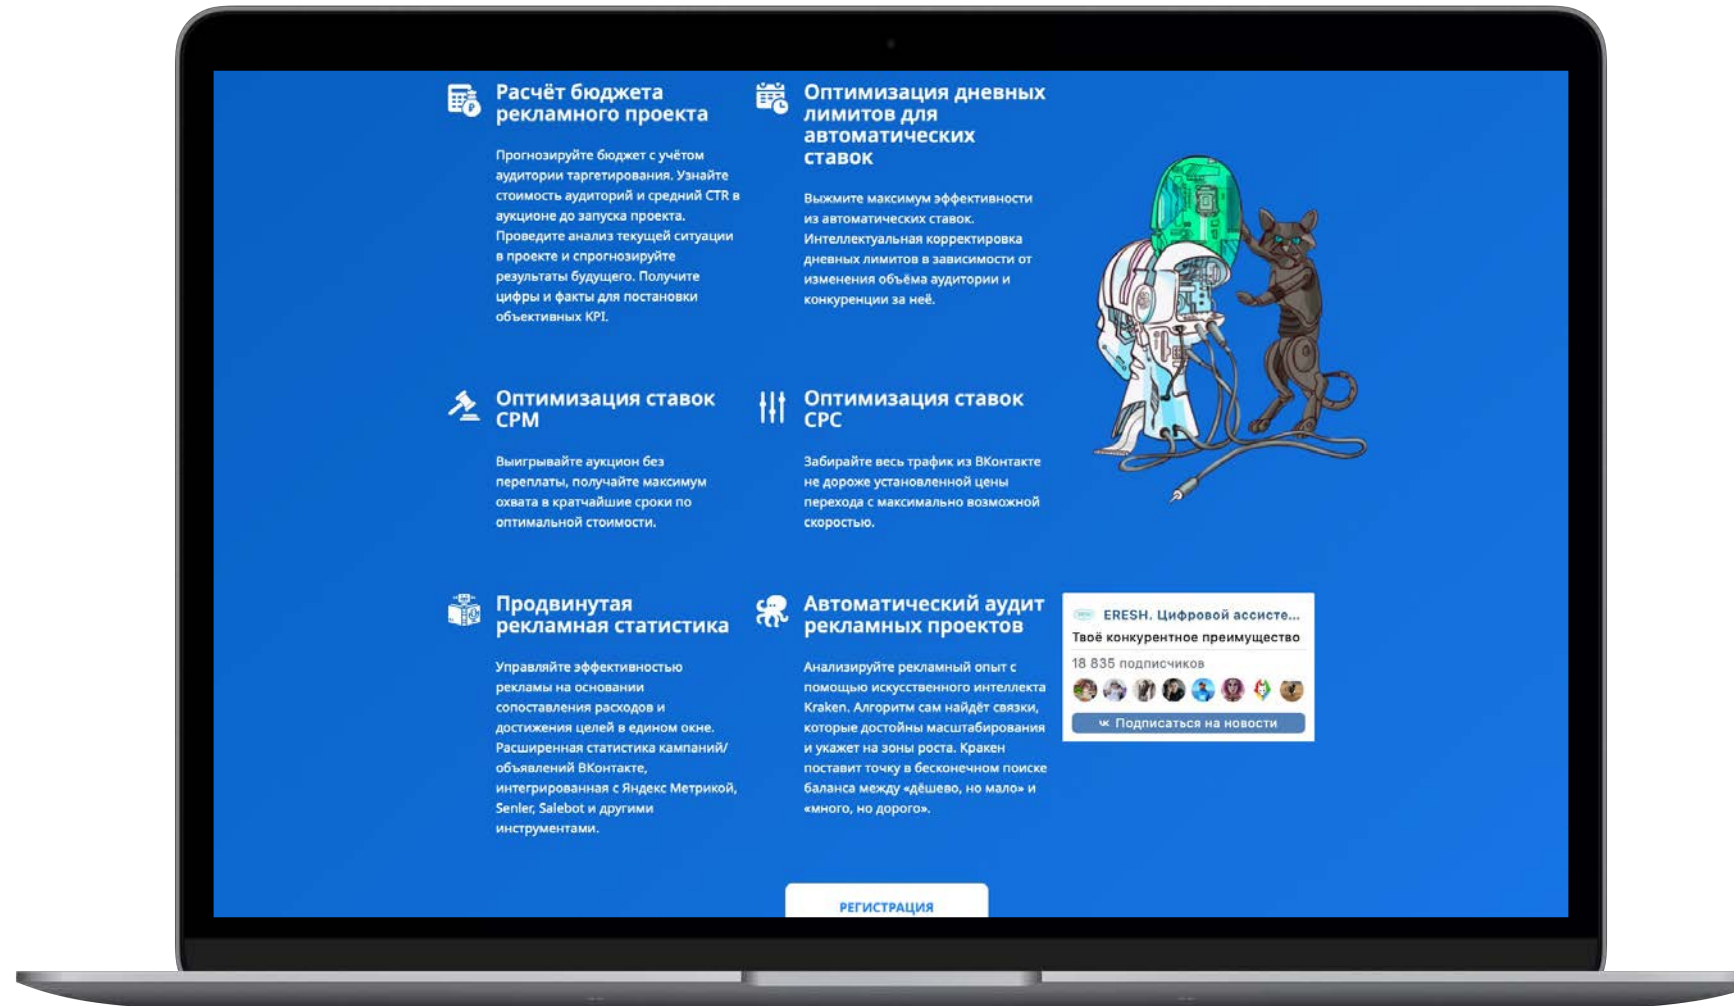 Расчёт бюджета
рекламного проекта
Прогнозируйте бюджет с учётом
аудитории таргетирования. Узнайте
стоимость аудиторий и средний CTR в
аукционе до запуска проекта.
Проведите анализ текущей ситуации
в проекте и спрогнозируйте
результаты будущего. Получите
цифры и факты для постановки
объективных KPI.
Оптимизация дневных
лимитов для
автоматических
ставок
Выжмите максимум эффективности
из автоматических ставок.
Интеллектуальная корректировка
дневных лимитов в зависимости от
изменения объёма аудитории и
конкуренции за неё.
Оптимизация ставок
CPM
Выигрывайте аукцион без
переплаты, получайте максимум
охвата в кратчайшие сроки по
оптимальной стоимости.
Оптимизация ставок
CPC
Забирайте весь трафик из ВКонтакте
не дороже установленной цены
перехода с максимально возможной
скоростью.
Продвинутая
рекламная статистика
Управляйте эффективностью
рекламы на основании
сопоставления расходов и
достижения целей в едином окне.
Расширенная статистика кампаний/
объявлений ВКонтакте,
интегрированная с Яндекс Метрикой,
Senler, Salebot и другими
инструментами.
Автоматический аудит
рекламных проектов
Анализируйте рекламный опыт с
помощью искусственного интеллекта
Kraken. Алгоритм сам найдёт связки,
которые достойны масштабирования
и укажет на зоны роста. Кракен
поставит точку в бесконечном поиске
баланса между «дёшево, но мало» и
«много, но дорого».
ERESH. Цифровой ассисте...
Твоё конкурентное преимущество
18 835 подписчиков
Подписаться на новости
РЕГИСТРАЦИЯ